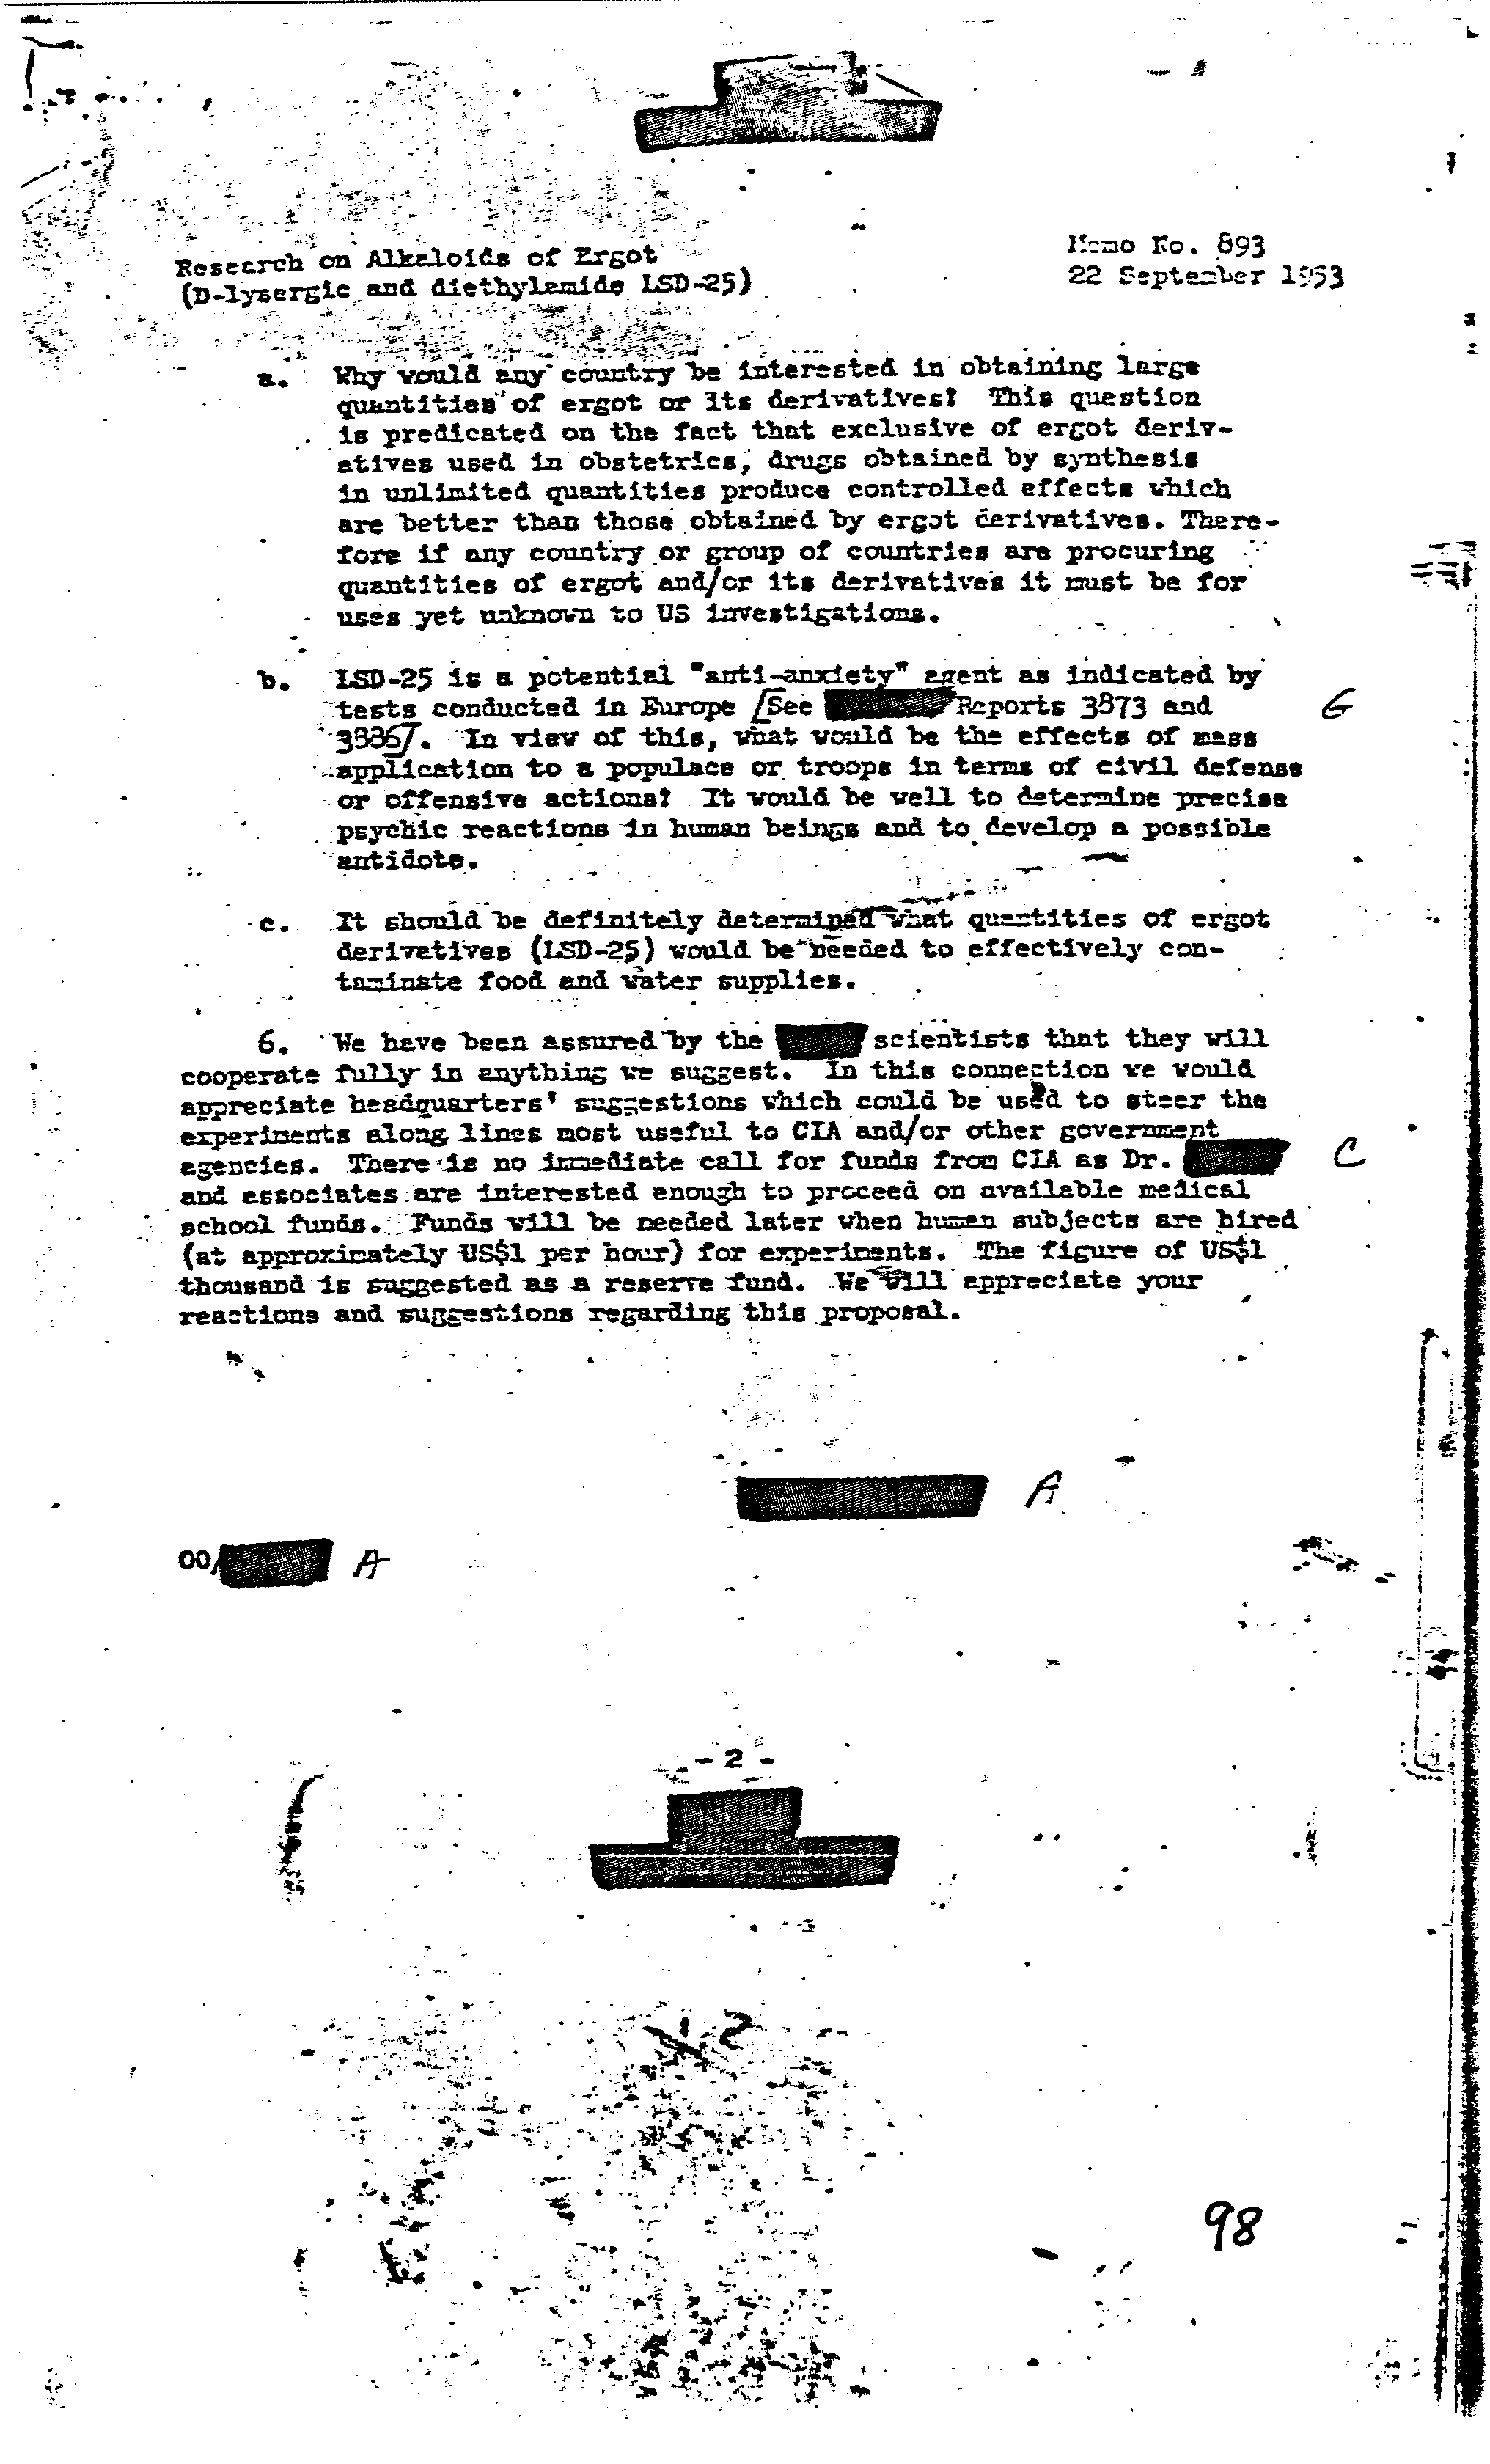 Research on Alkaloids of Ergot
(D-lysergic and diethylamide LSD-25)
Memo No. 893
22 September 1953
a. Why would any country be interested in obtaining large
quantities of ergot or its derivatives? This question
is predicated on the fact that exclusive of ergot deriv-
atives used in obstetrics, drugs obtained by synthesis
in unlimited quantities produce controlled effects which
are better than those obtained by ergot derivatives. There-
fore if any country or group of countries are procuring
quantities of ergot and/or its derivatives it must be for
uses yet unknown to US investigations.
b. LSD-25 is a potential "anti-anxiety" agent as indicated by
tests conducted in Europe [See Reports 3873 and
3886]. In view of this, what would be the effects of mass
application to a populace or troops in terms of civil defense
or offensive actions? It would be well to determine precise
psychic reactions in human beings and to develop a possible
antidote.
G
c. It should be definitely determined what quantities of ergot
derivatives (LSD-25) would be needed to effectively con-
taminate food and water supplies.
6. We have been assured by the scientists that they will
cooperate fully in anything we suggest. In this connection we would
appreciate headquarters' suggestions which could be used to steer the
experiments along lines most useful to CIA and/or other government
agencies. There is no immediate call for funds from CIA as Dr.
C
and associates are interested enough to proceed on available medical
school funds. Funds will be needed later when human subjects are hired
(at approximately US$1 per hour) for experiments. The figure of US$1
thousand is suggested as a reserve fund. We will appreciate your
reactions and suggestions regarding this proposal.
A
00/ A
- 2 -
2
98